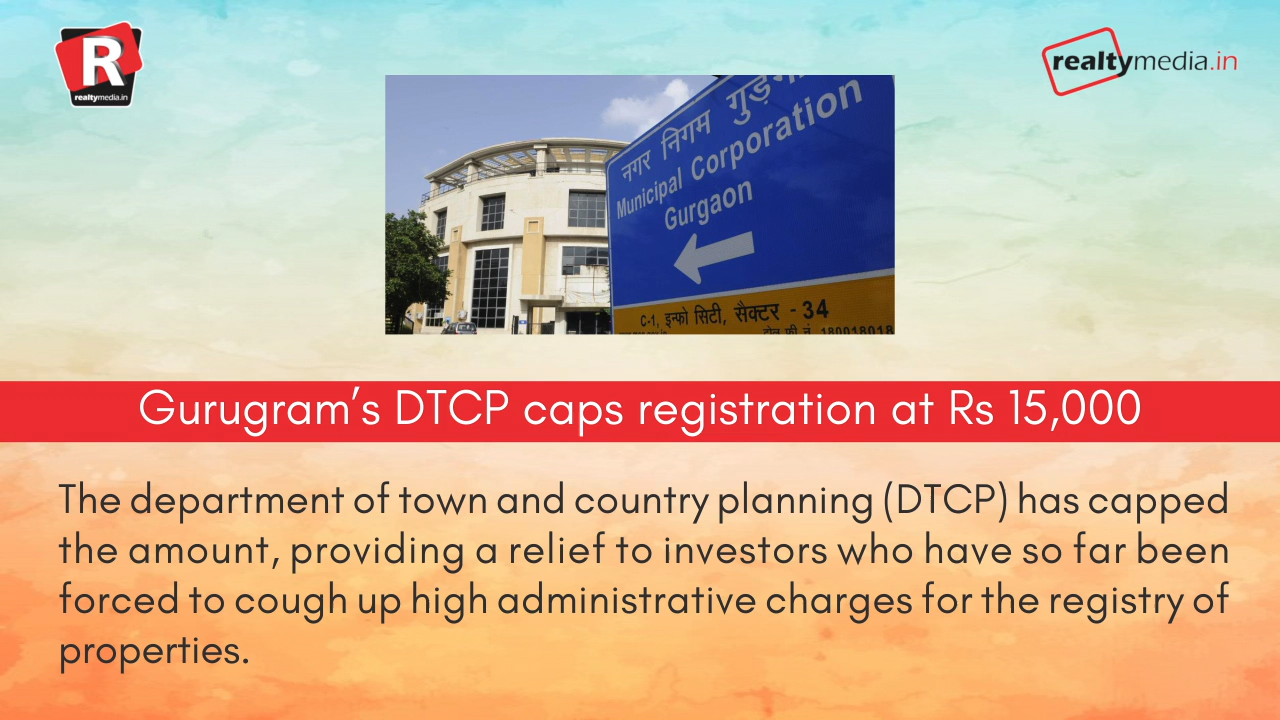 R
realtymedia.in
realtymedia.in
नगर निगम
Municipal Corporation
Gurgaon
C-1, इन्फो सिटी, सैक्टर - 34
टोल फ्री नं. 180018018
Gurugram’s DTCP caps registration at Rs 15,000
The department of town and country planning (DTCP) has capped
the amount, providing a relief to investors who have so far been
forced to cough up high administrative charges for the registry of
properties.